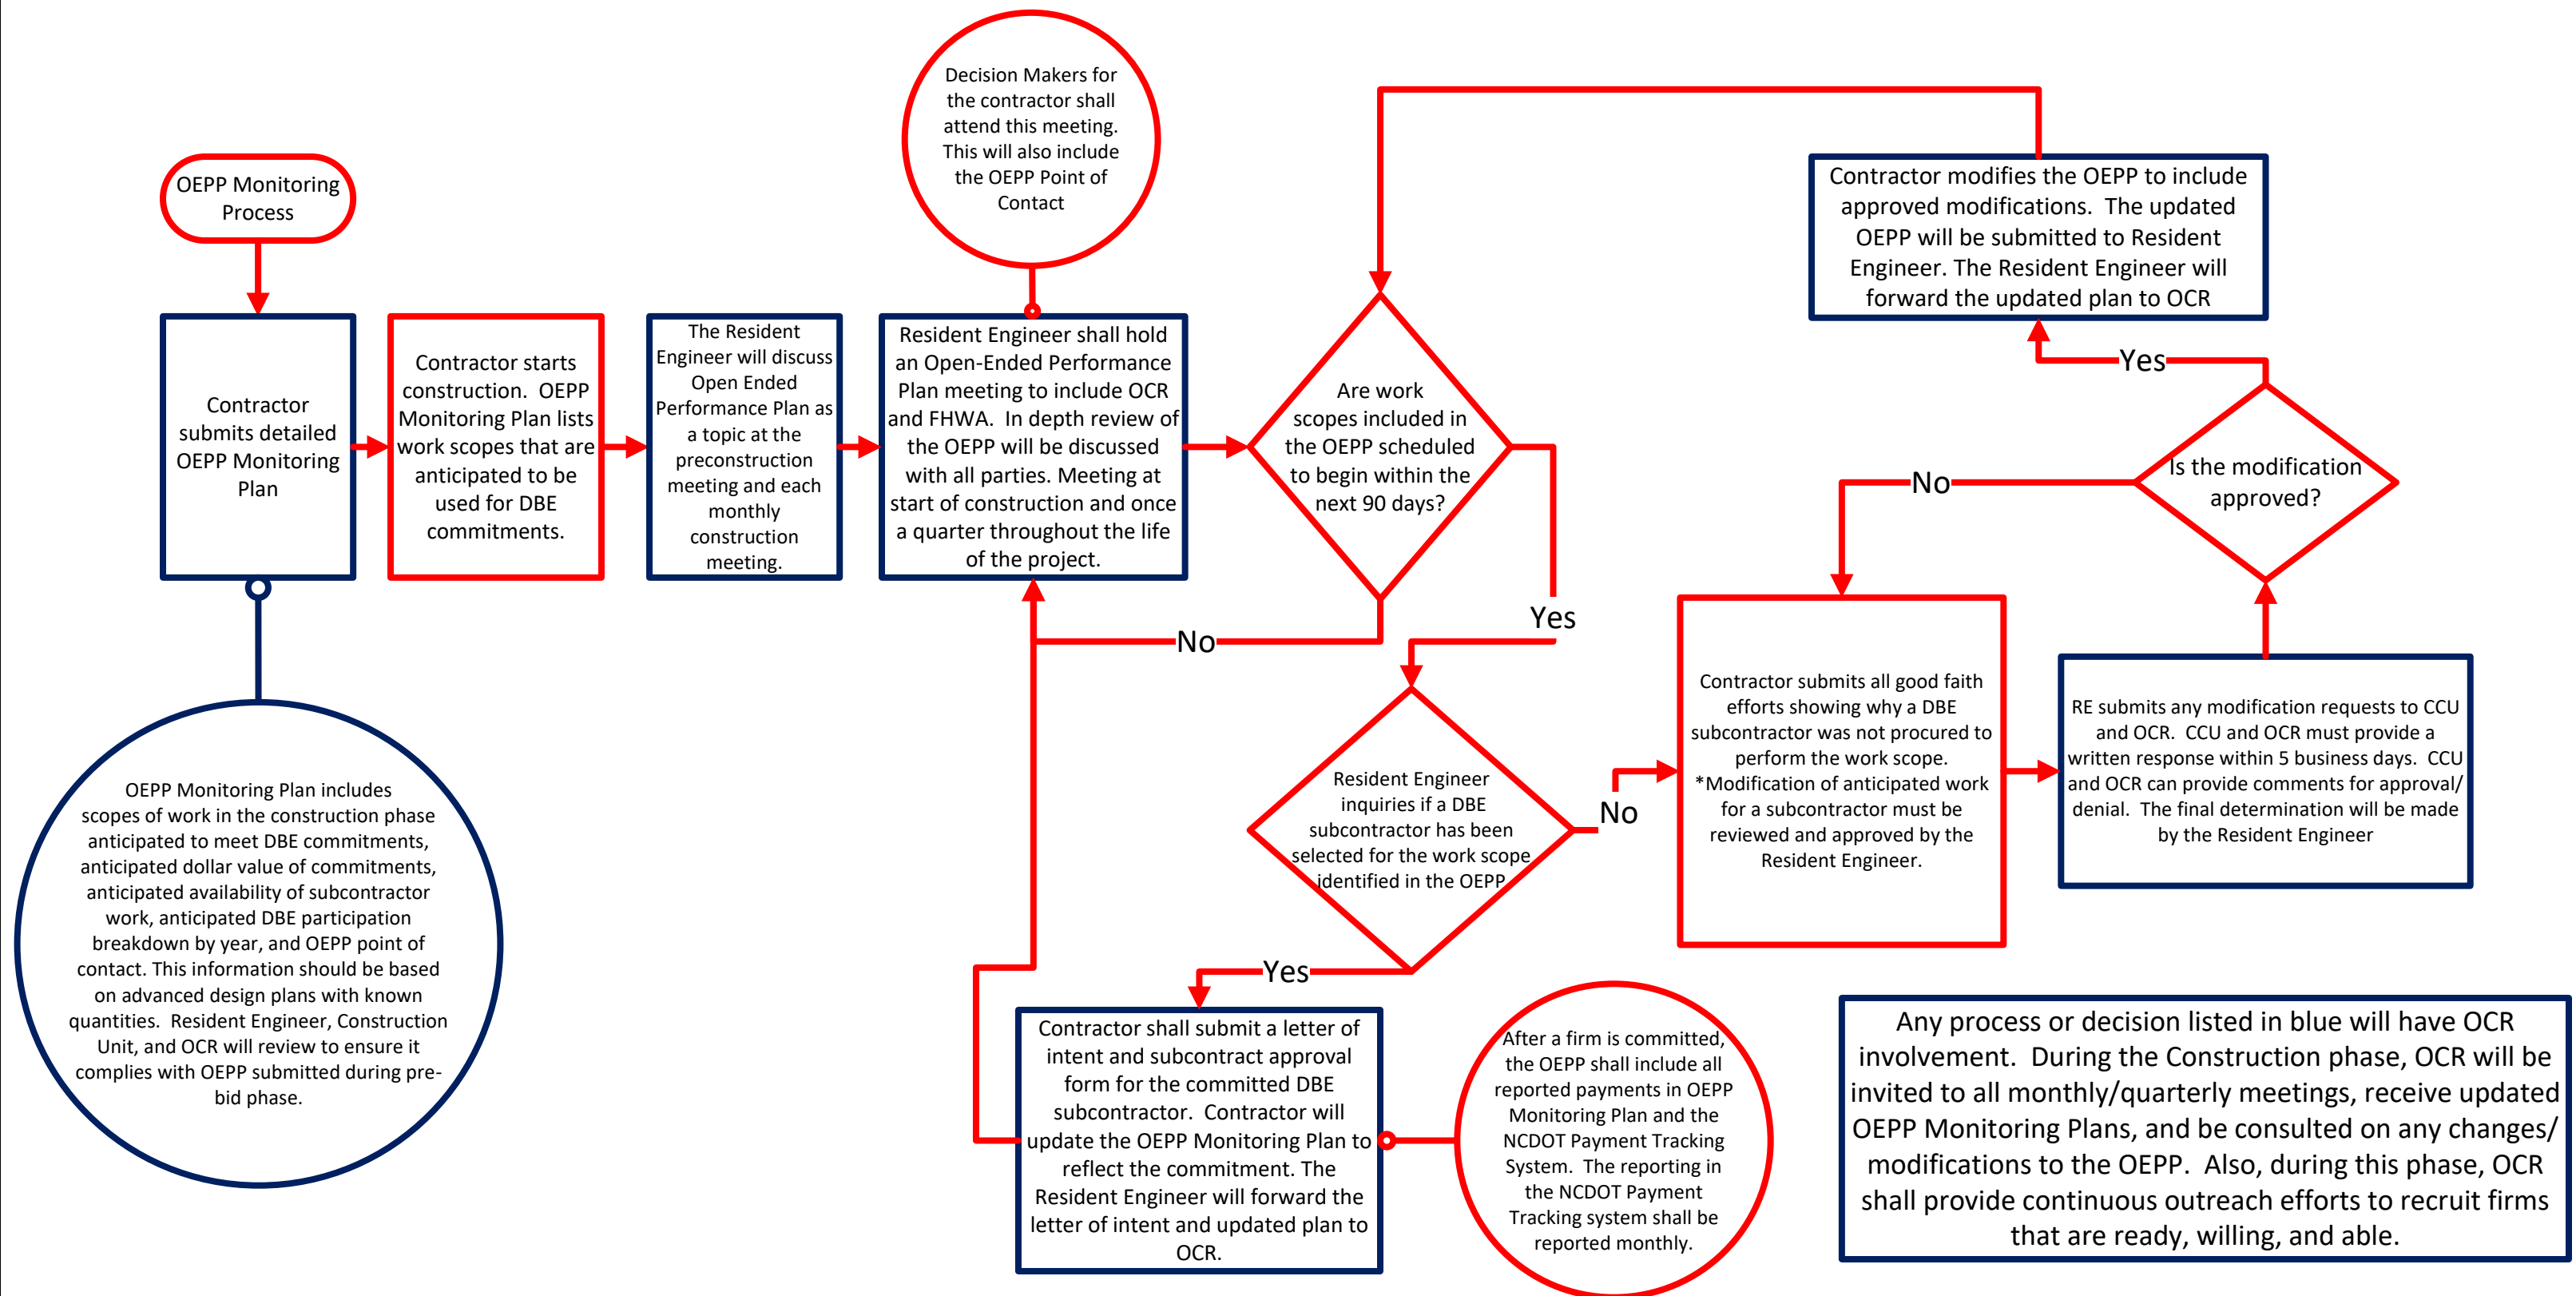 OEPP Monitoring
Process
Contractor
submits detailed
OEPP Monitoring
Plan
OEPP Monitoring Plan includes
scopes of work in the construction phase
anticipated to meet DBE commitments,
anticipated dollar value of commitments,
anticipated availability of subcontractor
work, anticipated DBE participation
breakdown by year, and OEPP point of
contact. This information should be based
on advanced design plans with known
quantities.  Resident Engineer, Construction
Unit, and OCR will review to ensure it
complies with OEPP submitted during pre-
bid phase.
Contractor starts
construction.  OEPP
Monitoring Plan lists
work scopes that are
anticipated to be
used for DBE
commitments.
The Resident
Engineer will discuss
Open Ended
Performance Plan as
a topic at the
preconstruction
meeting and each
monthly
construction
meeting.
Decision Makers for
the contractor shall
attend this meeting.
This will also include
the OEPP Point of
Contact
Resident Engineer shall hold
an Open-Ended Performance
Plan meeting to include OCR
and FHWA.  In depth review of
the OEPP will be discussed
with all parties. Meeting at
start of construction and once
a quarter throughout the life
of the project.
Are work
scopes included in
the OEPP scheduled
to begin within the
next 90 days?
No
Yes
Resident Engineer
inquiries if a DBE
subcontractor has been
selected for the work scope
identified in the OEPP
Yes
No
Contractor shall submit a letter of
intent and subcontract approval
form for the committed DBE
subcontractor.  Contractor will
update the OEPP Monitoring Plan to
reflect the commitment. The
Resident Engineer will forward the
letter of intent and updated plan to
OCR.
After a firm is committed,
the OEPP shall include all
reported payments in OEPP
Monitoring Plan and the
NCDOT Payment Tracking
System.  The reporting in
the NCDOT Payment
Tracking system shall be
reported monthly.
Contractor submits all good faith
efforts showing why a DBE
subcontractor was not procured to
perform the work scope.
*Modification of anticipated work
for a subcontractor must be
reviewed and approved by the
Resident Engineer.
RE submits any modification requests to CCU
and OCR.  CCU and OCR must provide a
written response within 5 business days.  CCU
and OCR can provide comments for approval/
denial.  The final determination will be made
by the Resident Engineer
Is the modification
approved?
No
Yes
Contractor modifies the OEPP to include
approved modifications.  The updated
OEPP will be submitted to Resident
Engineer. The Resident Engineer will
forward the updated plan to OCR
Any process or decision listed in blue will have OCR
involvement.  During the Construction phase, OCR will be
invited to all monthly/quarterly meetings, receive updated
OEPP Monitoring Plans, and be consulted on any changes/
modifications to the OEPP.  Also, during this phase, OCR
shall provide continuous outreach efforts to recruit firms
that are ready, willing, and able.